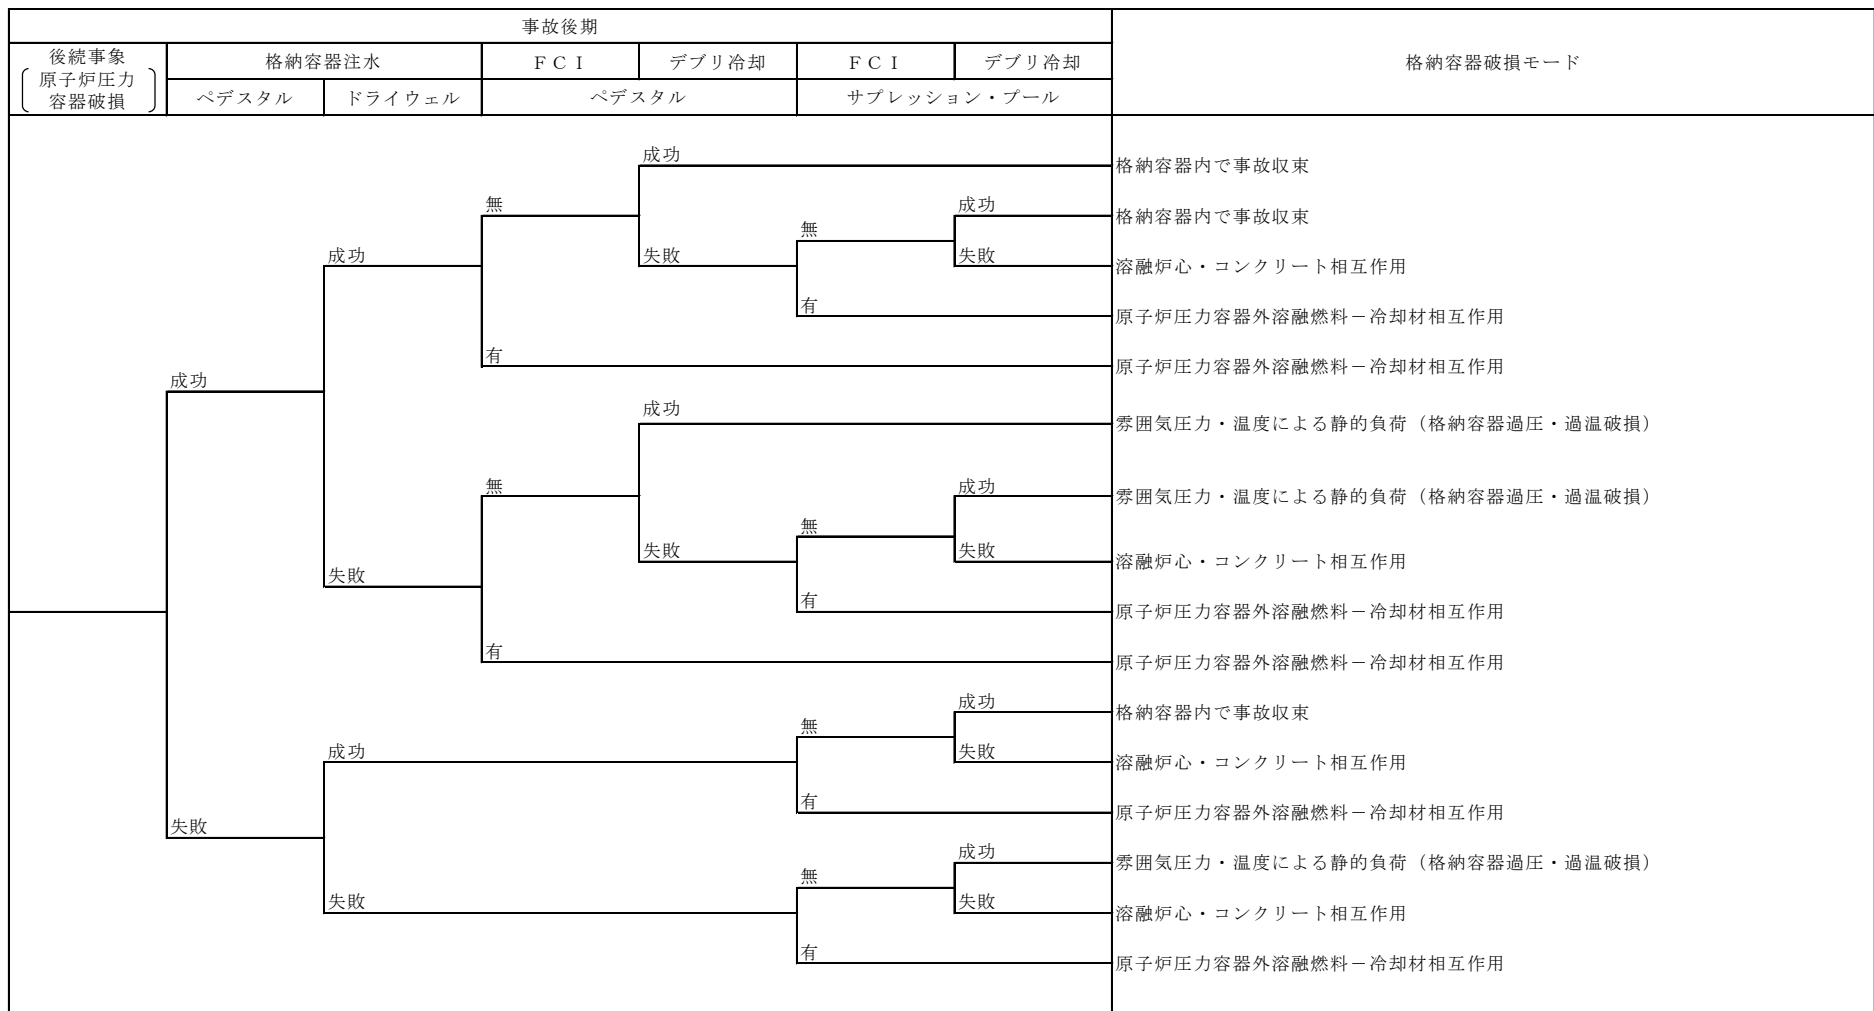 事故後期
後続事象
原子炉圧力
容器破損
格納容器注水
ＦＣＩ
デブリ冷却
ＦＣＩ
デブリ冷却
格納容器破損モード
ペデスタル
ドライウェル
ペデスタル
サプレッション・プール
成功
格納容器内で事故収束
無
成功
格納容器内で事故収束
無
成功
失敗
失敗
溶融炉心・コンクリート相互作用
有
原子炉圧力容器外溶融燃料－冷却材相互作用
有
原子炉圧力容器外溶融燃料－冷却材相互作用
成功
成功
雰囲気圧力・温度による静的負荷（格納容器過圧・過温破損）
無
成功
雰囲気圧力・温度による静的負荷（格納容器過圧・過温破損）
無
失敗
失敗
溶融炉心・コンクリート相互作用
失敗
有
原子炉圧力容器外溶融燃料－冷却材相互作用
有
原子炉圧力容器外溶融燃料－冷却材相互作用
成功
格納容器内で事故収束
無
成功
失敗
溶融炉心・コンクリート相互作用
有
原子炉圧力容器外溶融燃料－冷却材相互作用
失敗
成功
雰囲気圧力・温度による静的負荷（格納容器過圧・過温破損）
無
失敗
失敗
溶融炉心・コンクリート相互作用
有
原子炉圧力容器外溶融燃料－冷却材相互作用